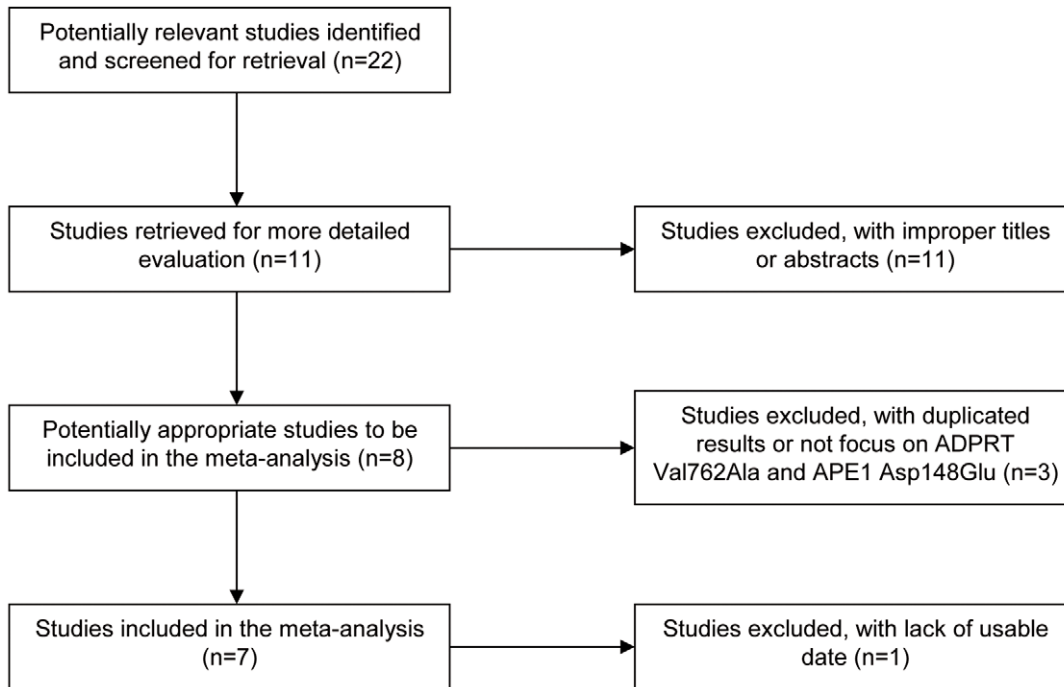 Potentially relevant studies identified
and screened for retrieval (n=22)
Studies retrieved for more detailed
evaluation (n=11)
Studies excluded, with improper titles
or abstracts (n=11)
Potentially appropriate studies to be
included in the meta-analysis (n=8)
Studies excluded, with duplicated
results or not focus on ADPRT
Val762Ala and APE1 Asp148Glu (n=3)
Studies included in the meta-analysis
(n=7)
Studies excluded, with lack of usable
date (n=1)